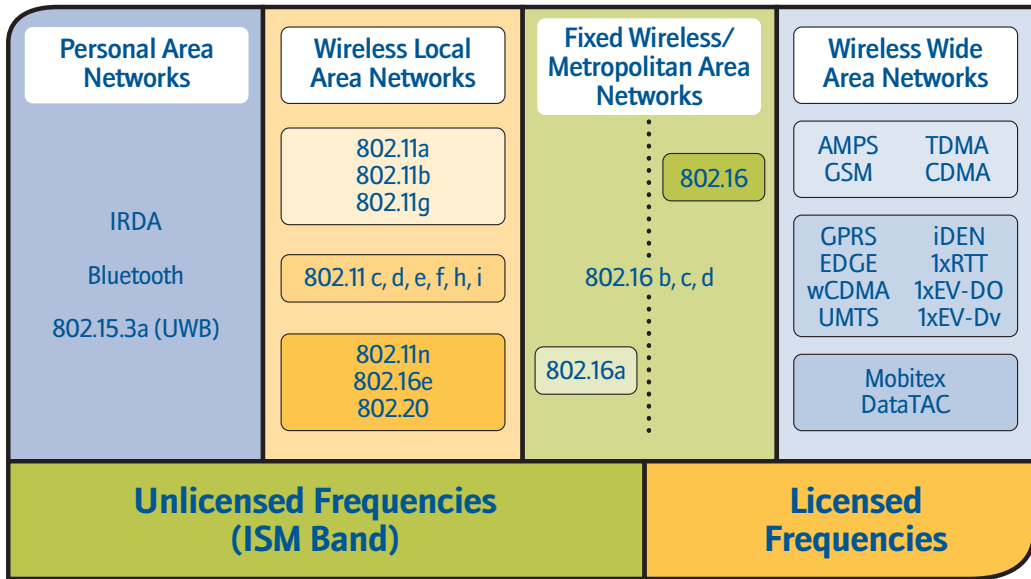 Personal Area
Networks
IRDA
Bluetooth
802.15.3a (UWB)
Wireless Local
Area Networks
802.11a
802.11b
802.11g
802.11 c, d, e, f, h, i
802.11n
802.16e
802.20
Fixed Wireless/
Metropolitan Area
Networks
802.16
802.16 b, c, d
802.16a
Wireless Wide
Area Networks
AMPS TDMA
GSM CDMA
GPRS iDEN
EDGE 1xRTT
wCDMA 1xEV-DO
UMTS 1xEV-Dv
Mobitex
DataTAC
Unlicensed Frequencies
(ISM Band)
Licensed
Frequencies